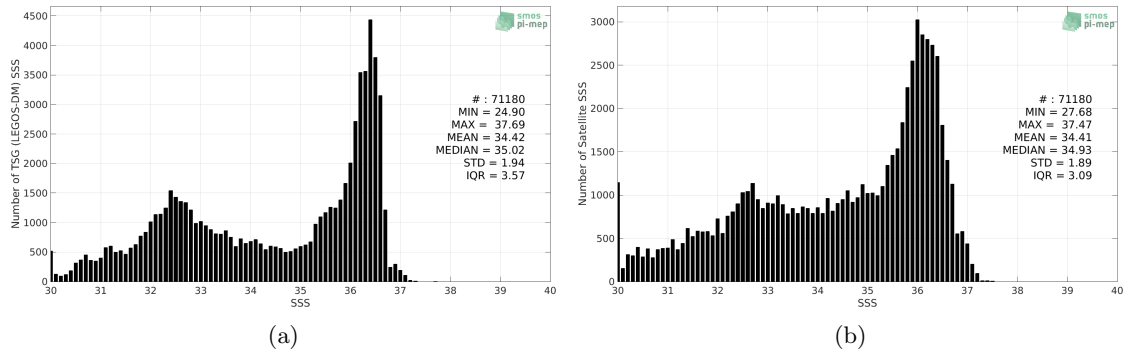 4500
4000
3500
3000
2500
2000
1500
1000
500
0
Number of TSG (LEGOS-DM) SSS
smos
pi-mep
# : 71180
MIN = 24.90
MAX = 37.69
MEAN = 34.42
MEDIAN = 35.02
STD = 1.94
IQR = 3.57
30 31 32 33 34 35 36 37 38 39 40
SSS
(a)
3000
2500
2000
1500
1000
500
0
Number of Satellite SSS
smos
pi-mep
# : 71180
MIN = 27.68
MAX = 37.47
MEAN = 34.41
MEDIAN = 34.93
STD = 1.89
IQR = 3.09
30 31 32 33 34 35 36 37 38 39 40
SSS
(b)